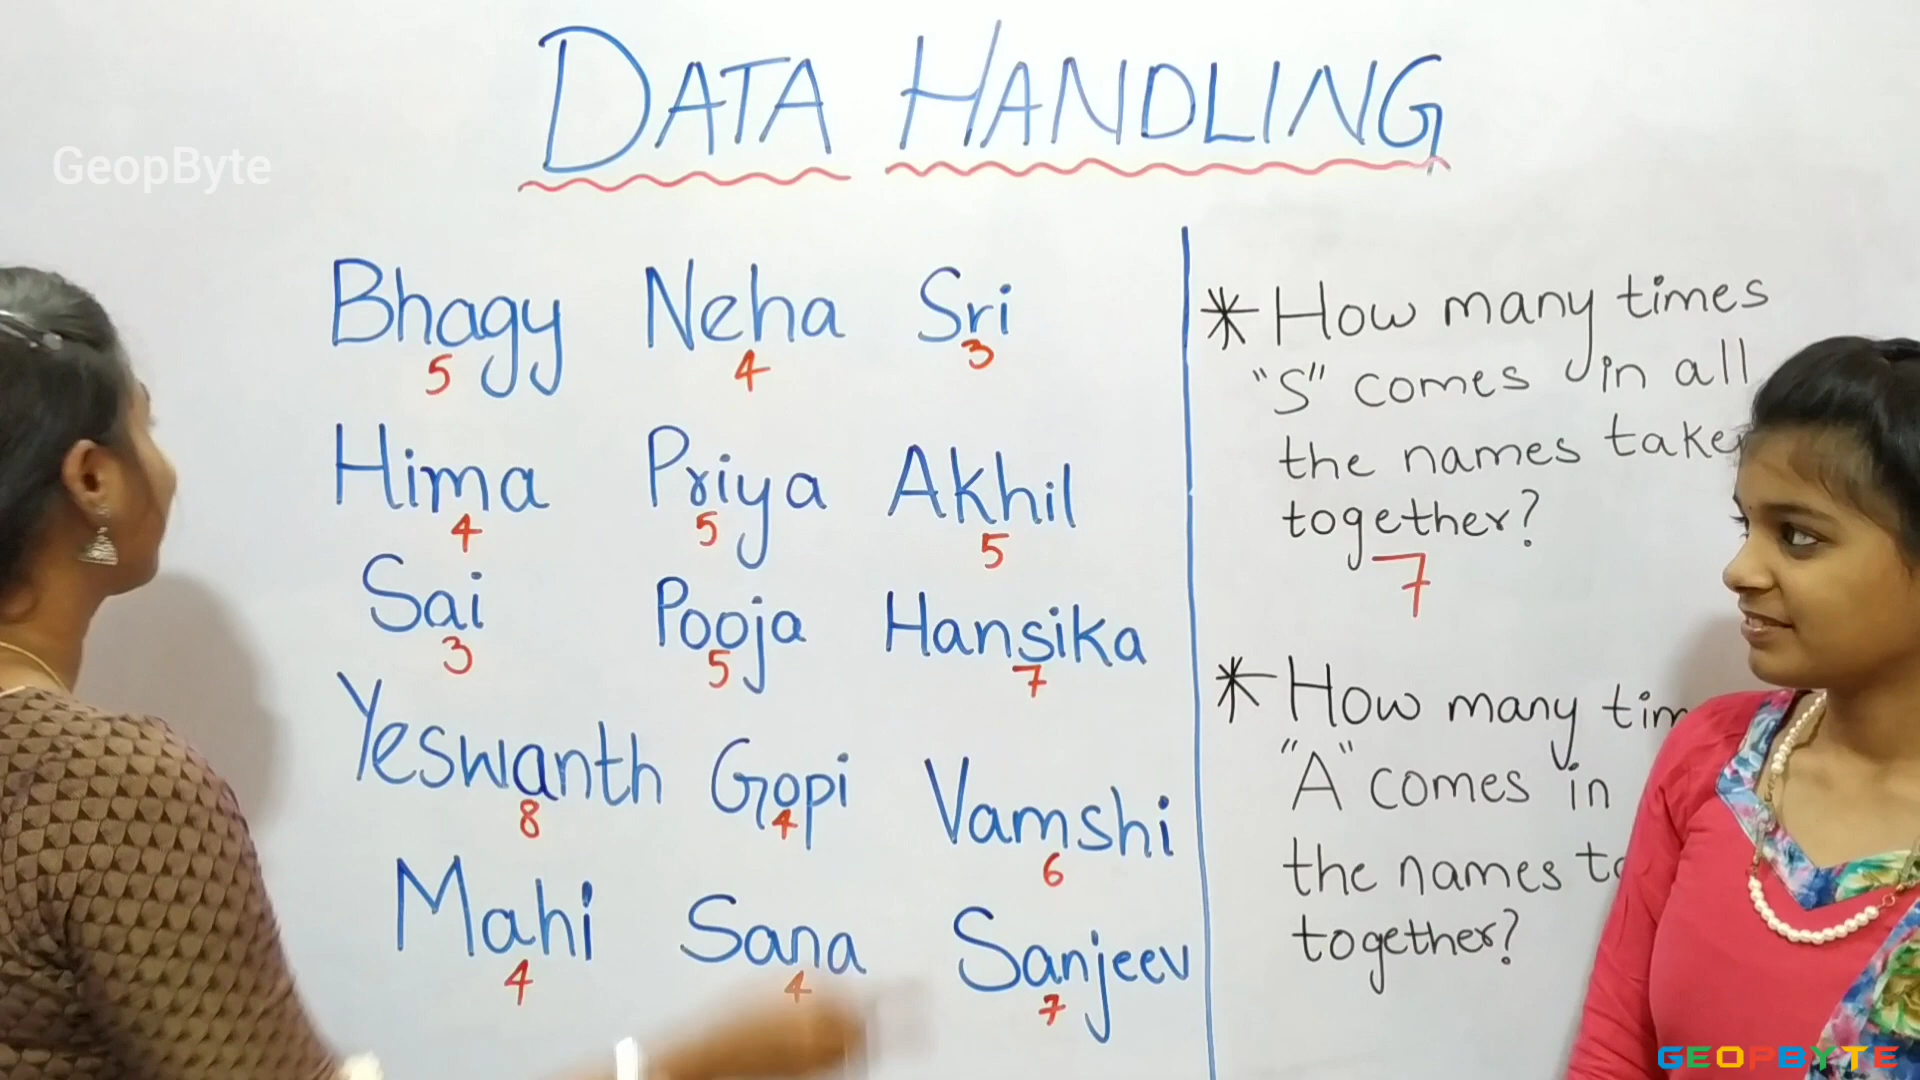 DATA HANDLING
GeopByte
Bhagy Neha Sri
5 4 3
Hima Priya Akhil
4 5 5
Sai Pooja Hansika
3 5 7
Yeswanth Gopi Vamshi
8 4 6
Mahi Sana Sanjeev
4 4 7
* How many times
"S" comes in all
the names take
together?
7
* How many tim
"A" comes in
the names
together?
GEOPBYTE